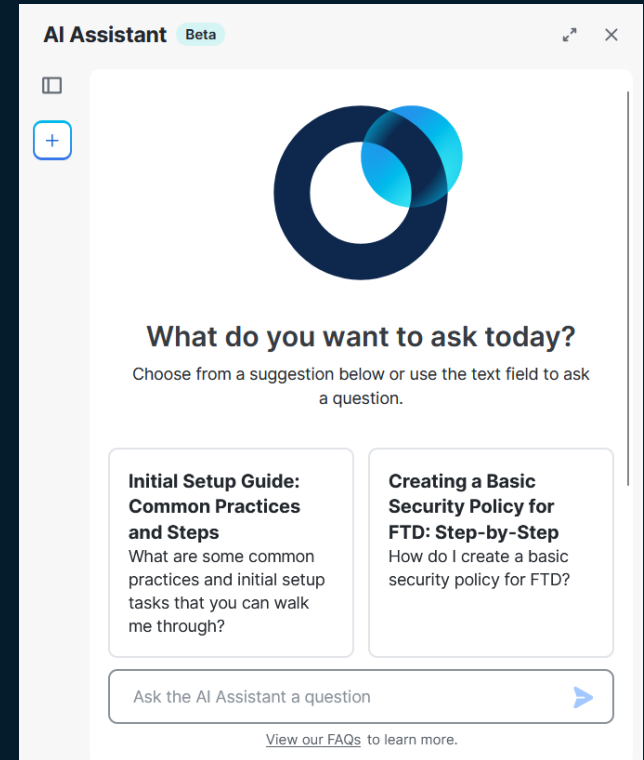 AI Assistant Beta
What do you want to ask today?
Choose from a suggestion below or use the text field to ask
a question.
Initial Setup Guide:
Common Practices
and Steps
What are some common
practices and initial setup
tasks that you can walk
me through?
Creating a Basic
Security Policy for
FTD: Step-by-Step
How do I create a basic
security policy for FTD?
Ask the AI Assistant a question
View our FAQs to learn more.